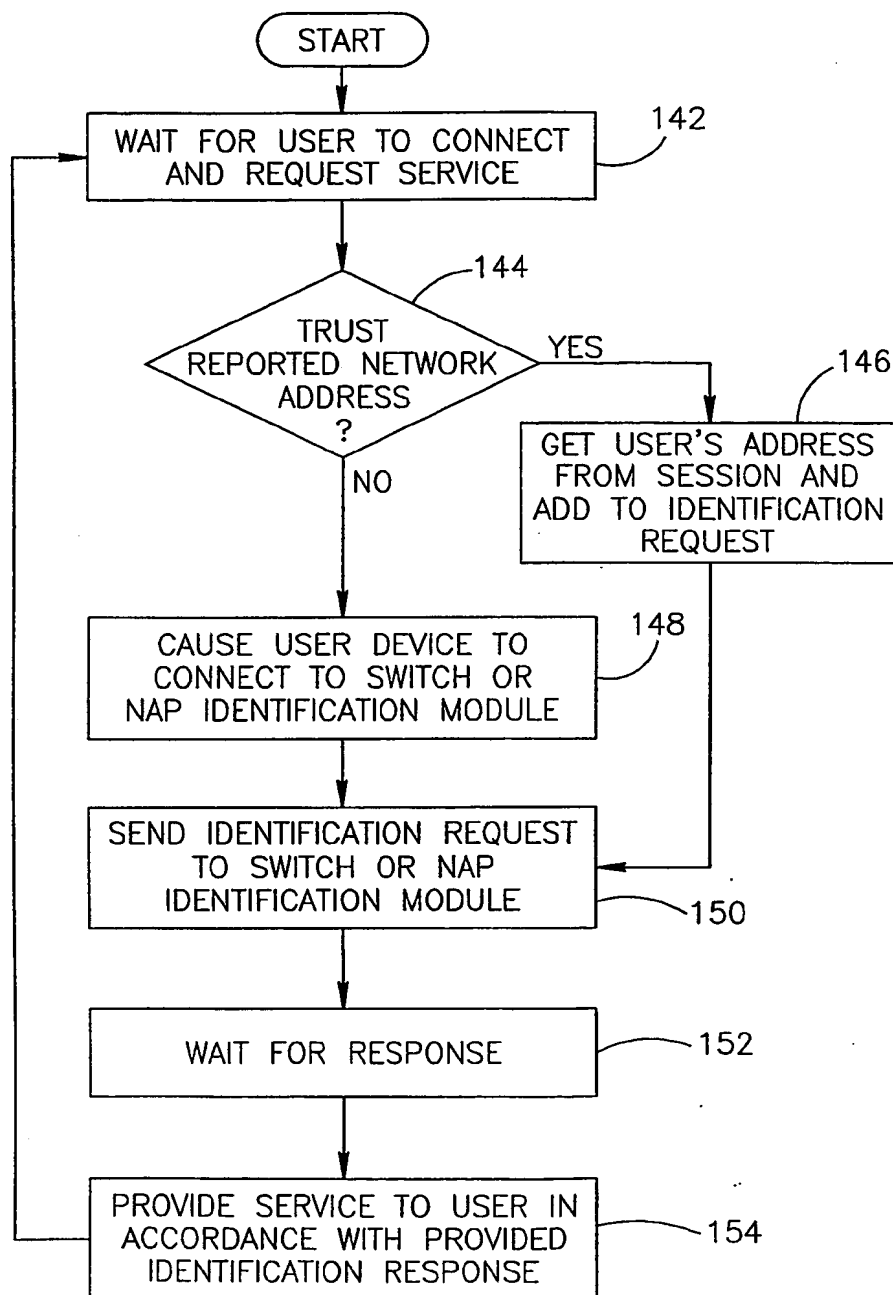 START
WAIT FOR USER TO CONNECT
AND REQUEST SERVICE
142
144
TRUST
REPORTED NETWORK
ADDRESS
?
YES
NO
146
GET USER'S ADDRESS
FROM SESSION AND
ADD TO IDENTIFICATION
REQUEST
148
CAUSE USER DEVICE TO
CONNECT TO SWITCH OR
NAP IDENTIFICATION MODULE
SEND IDENTIFICATION REQUEST
TO SWITCH OR NAP
IDENTIFICATION MODULE
150
WAIT FOR RESPONSE
152
PROVIDE SERVICE TO USER IN
ACCORDANCE WITH PROVIDED
IDENTIFICATION RESPONSE
154